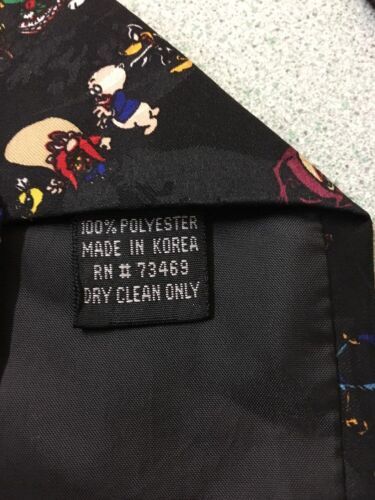 100% POLYESTER
MADE IN KOREA
RN # 73469
DRY CLEAN ONLY